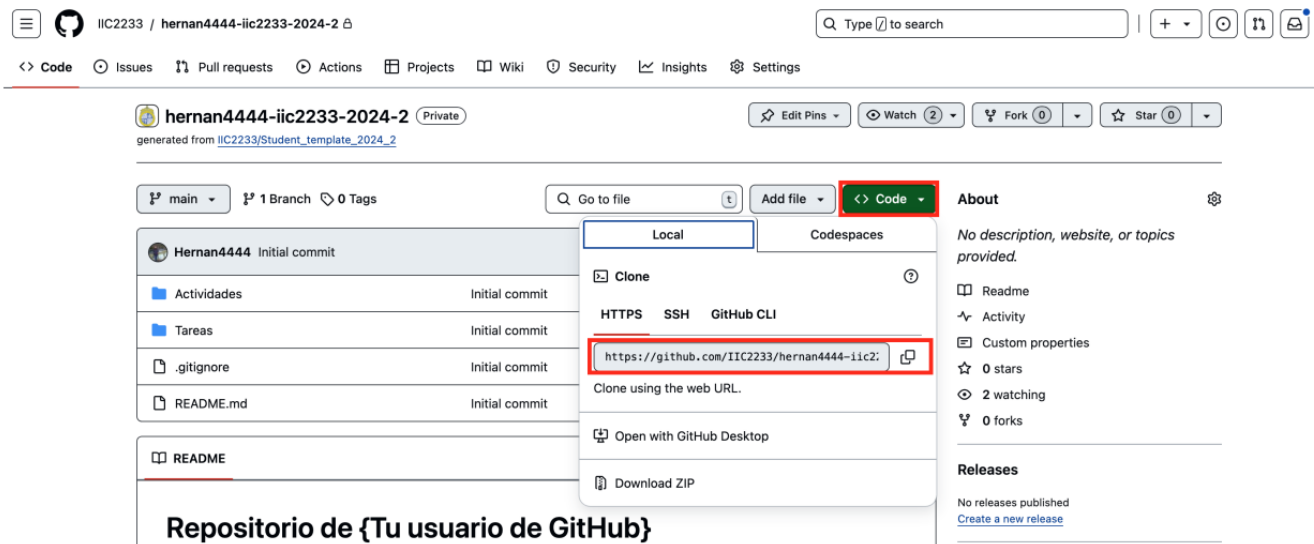 IIC2233 / hernan4444-iic2233-2024-2
Type / to search
Code Issues Pull requests Actions Projects Wiki Security Insights Settings
hernan4444-iic2233-2024-2 Private
Edit Pins Watch 2 Fork 0 Star 0
generated from IIC2233/Student_template_2024_2
main 1 Branch 0 Tags
Go to file t Add file <> Code
Hernan4444 Initial commit
Actividades Initial commit
Tareas Initial commit
.gitignore Initial commit
README.md Initial commit
README
Repositorio de {Tu usuario de GitHub}
Local Codespaces
Clone
HTTPS SSH GitHub CLI
https://github.com/IIC2233/hernan4444-iic22
Clone using the web URL.
Open with GitHub Desktop
Download ZIP
About
No description, website, or topics
provided.
Readme
Activity
Custom properties
0 stars
2 watching
0 forks
Releases
No releases published
Create a new release